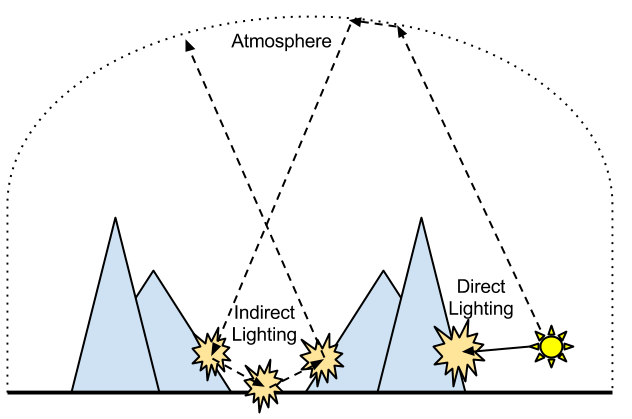 Atmosphere
Indirect
Lighting
Direct
Lighting